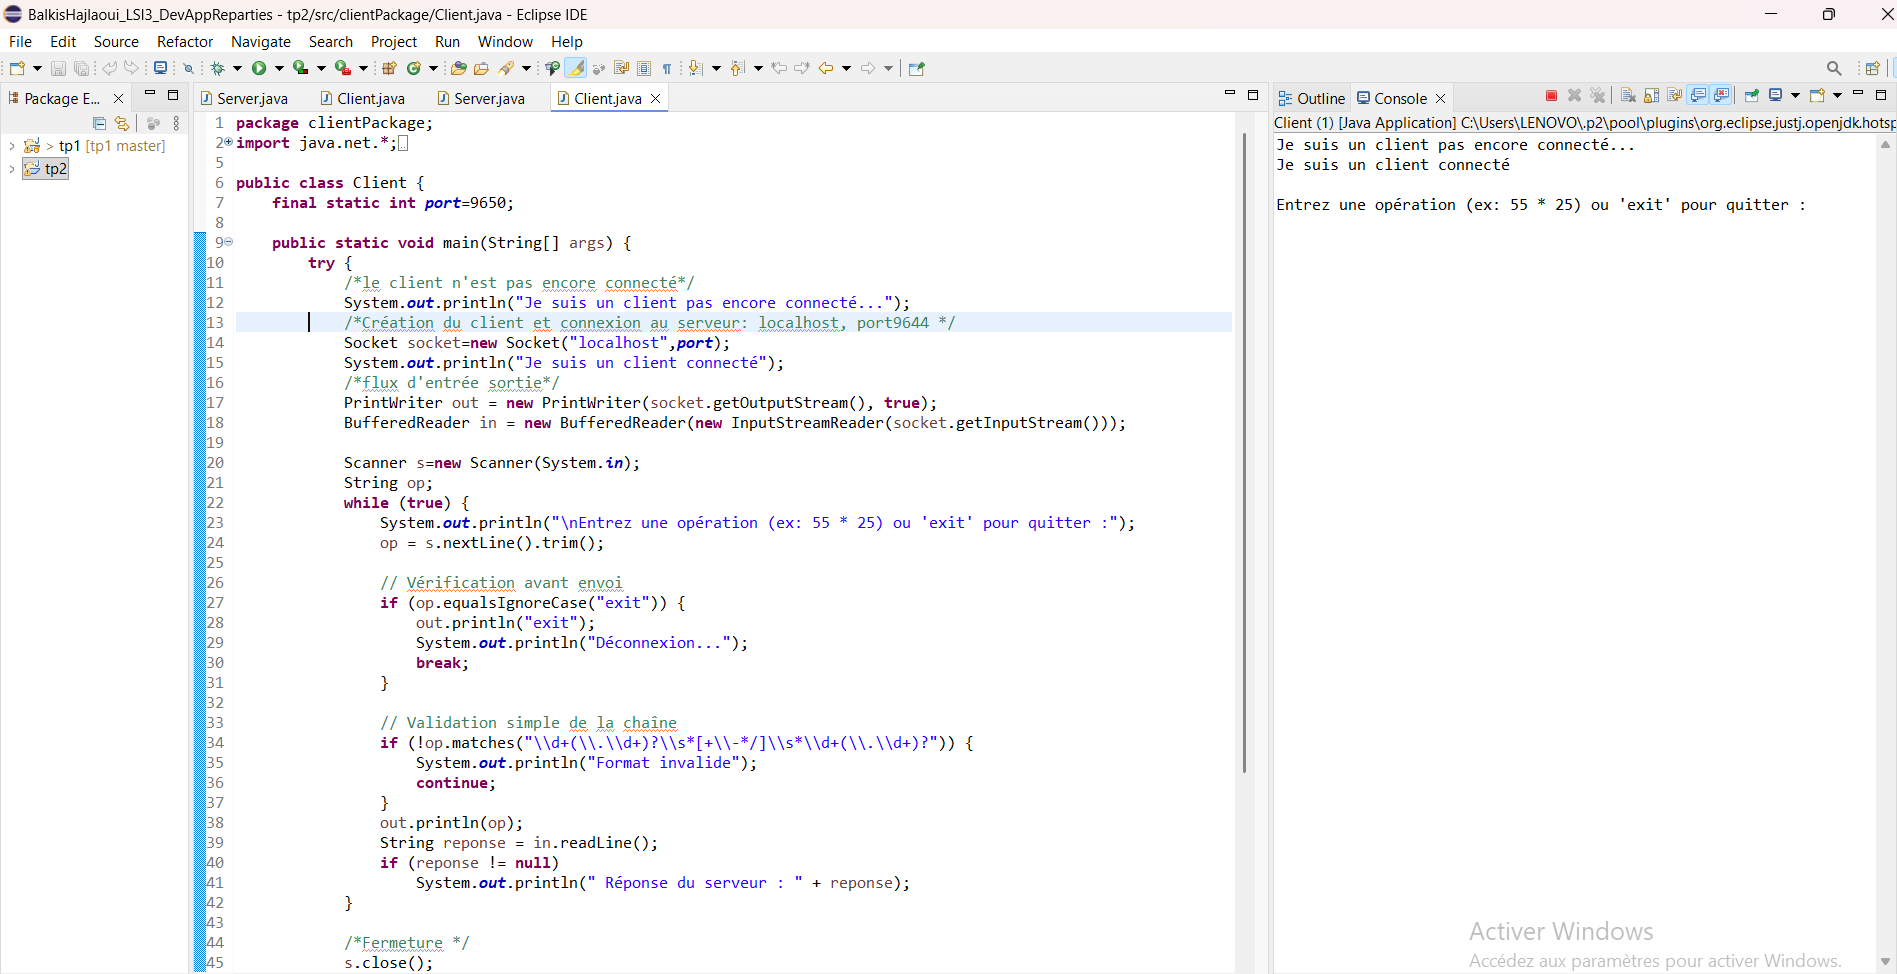 BalkisHajlaoui_LSI3_DevAppReparties - tp2/src/clientPackage/Client.java - Eclipse IDE
File Edit Source Refactor Navigate Search Project Run Window Help
Package E...
> tp1 [tp1 master]
tp2
Server.java Client.java Server.java Client.java
1 package clientPackage;
2 import java.net.*;
5
6 public class Client {
7 final static int port=9650;
8
9 public static void main(String[] args) {
10 try {
11 /*le client n'est pas encore connecté*/
12 System.out.println("Je suis un client pas encore connecté...");
13 /*Création du client et connexion au serveur: localhost, port9644 */
14 Socket socket=new Socket("localhost",port);
15 System.out.println("Je suis un client connecté");
16 /*flux d'entrée sortie*/
17 PrintWriter out = new PrintWriter(socket.getOutputStream(), true);
18 BufferedReader in = new BufferedReader(new InputStreamReader(socket.getInputStream()));
19
20 Scanner s=new Scanner(System.in);
21 String op;
22 while (true) {
23 System.out.println("\nEntrez une opération (ex: 55 * 25) ou 'exit' pour quitter :");
24 op = s.nextLine().trim();
25
26 // Vérification avant envoi
27 if (op.equalsIgnoreCase("exit")) {
28 out.println("exit");
29 System.out.println("Déconnexion...");
30 break;
31 }
32
33 // Validation simple de la chaîne
34 if (!op.matches("\\d+(\\.\\d+)?\\s*[+\\-*/]\\s*\\d+(\\.\\d+)?")) {
35 System.out.println("Format invalide");
36 continue;
37 }
38 out.println(op);
39 String reponse = in.readLine();
40 if (reponse != null)
41 System.out.println(" Réponse du serveur : " + reponse);
42 }
43
44 /*Fermeture */
45 s.close();
Outline Console
Client (1) [Java Application] C:\Users\LENOVO\.p2\pool\plugins\org.eclipse.justj.openjdk.hotsp
Je suis un client pas encore connecté...
Je suis un client connecté
Entrez une opération (ex: 55 * 25) ou 'exit' pour quitter :
Activer Windows
Accédez aux paramètres pour activer Windows.